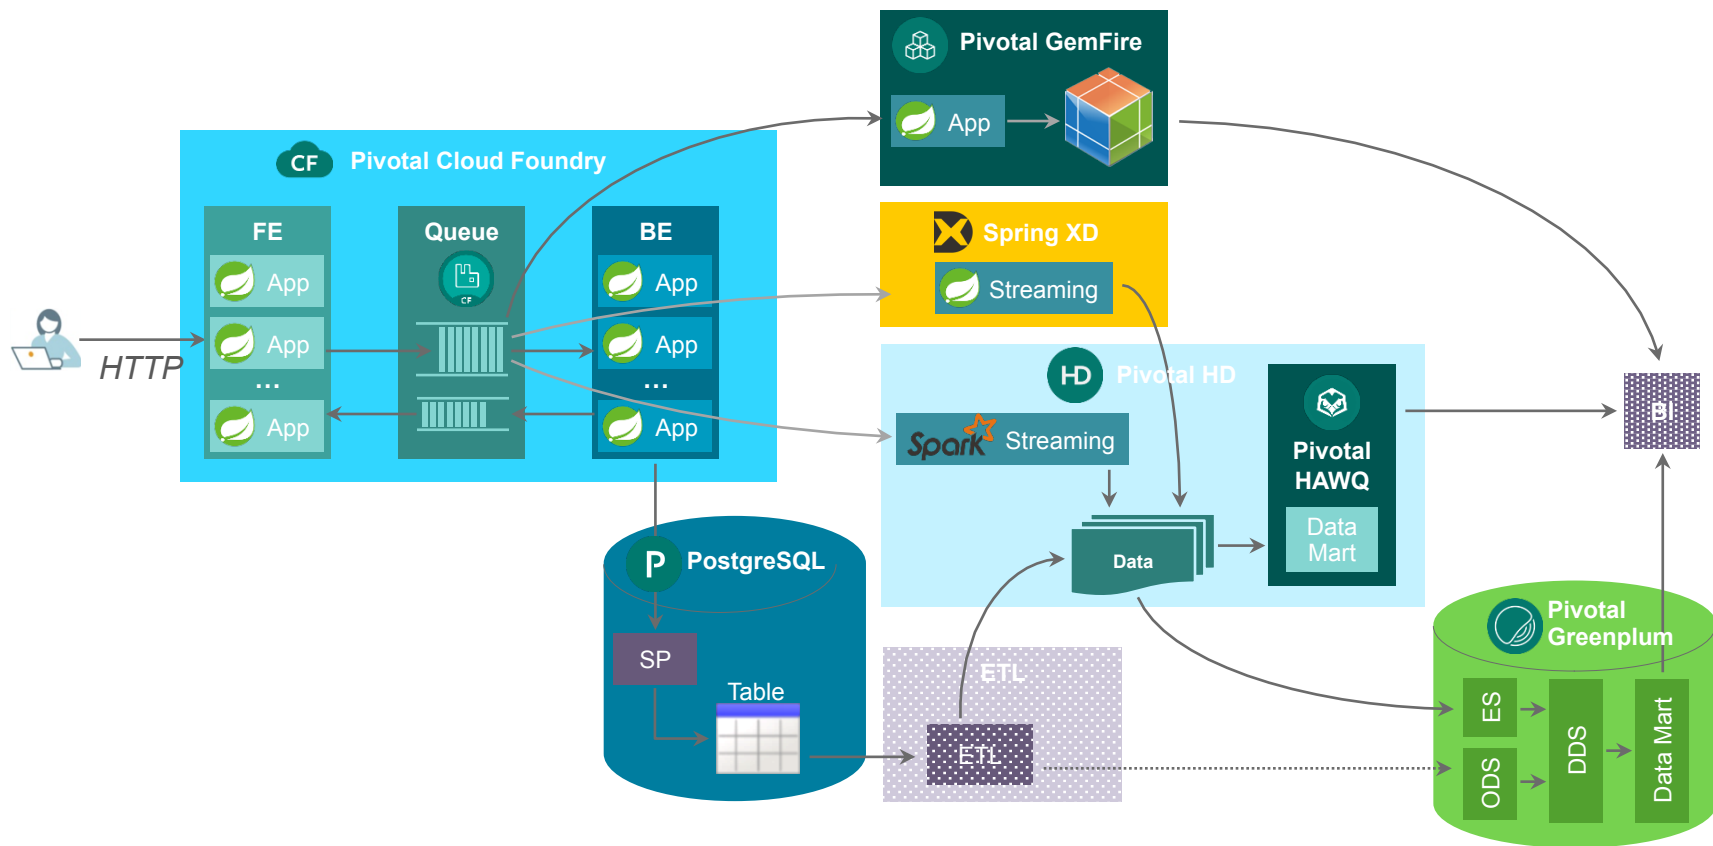 Pivotal GemFire
App
CF
Pivotal Cloud Foundry
FE
Queue
BE
App
App
...
App
CF
App
App
...
App
HTTP
Spring XD
Streaming
HD
Pivotal HD
Spark
Streaming
Data
Pivotal
HAWQ
Data
Mart
BI
P
PostgreSQL
SP
Table
ETL
ETL
Pivotal
Greenplum
ES
ODS
DDS
Data Mart